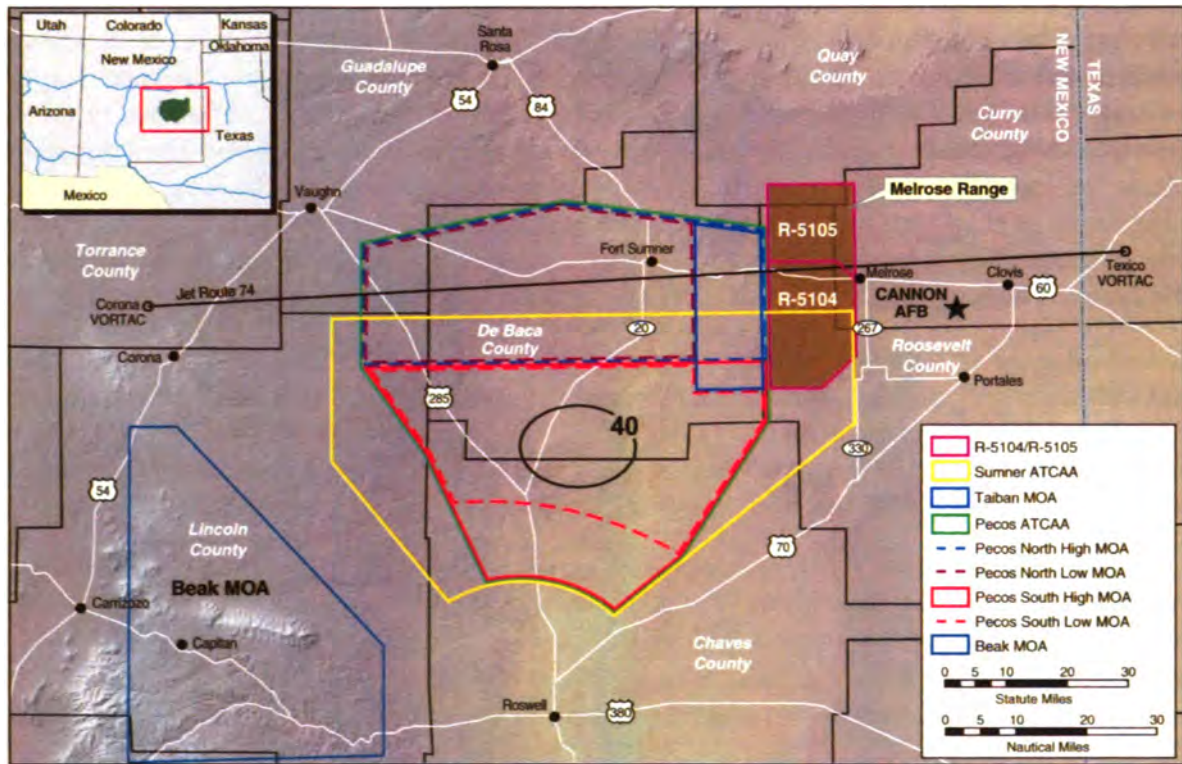 Utah
Colorado
Kansas
Oklahoma
New Mexico
Arizona
Texas
Mexico
Santa
Rosa
Guadalupe
County
54
84
Quay
County
NEW MEXICO
TEXAS
Curry
County
Vaughn
Melrose Range
R-5105
Torrance
County
Fort Sumner
Corona
VORTAC
Jet Route 74
R-5104
Melrose
Clovis
60
Texico
VORTAC
CANNON
AFB
De Baca
County
20
267
Roosevelt
County
Corona
Portales
285
40
330
54
Lincoln
County
Beak MOA
70
Carrizozo
Capitan
Chaves
County
Roswell
380
R-5104/R-5105
Sumner ATCAA
Taiban MOA
Pecos ATCAA
Pecos North High MOA
Pecos North Low MOA
Pecos South High MOA
Pecos South Low MOA
Beak MOA
0 10 20 30
Statute Miles
0 10 20 30
Nautical Miles